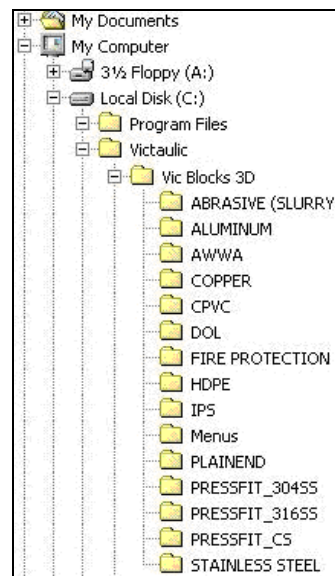 My Documents
My Computer
3½ Floppy (A:)
Local Disk (C:)
Program Files
Victaulic
Vic Blocks 3D
ABRASIVE (SLURRY
ALUMINUM
AWWA
COPPER
CPVC
DOL
FIRE PROTECTION
HDPE
IPS
Menus
PLAINEND
PRESSFIT_304SS
PRESSFIT_316SS
PRESSFIT_CS
STAINLESS STEEL